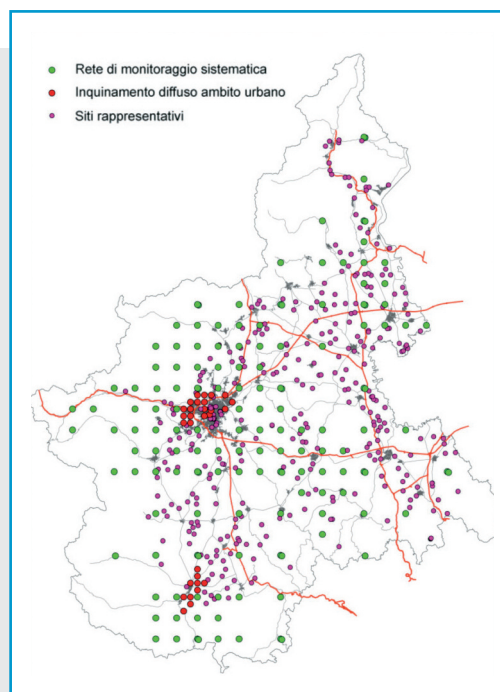 Rete di monitoraggio sistematica
Inquinamento diffuso ambito urbano
Siti rappresentativi